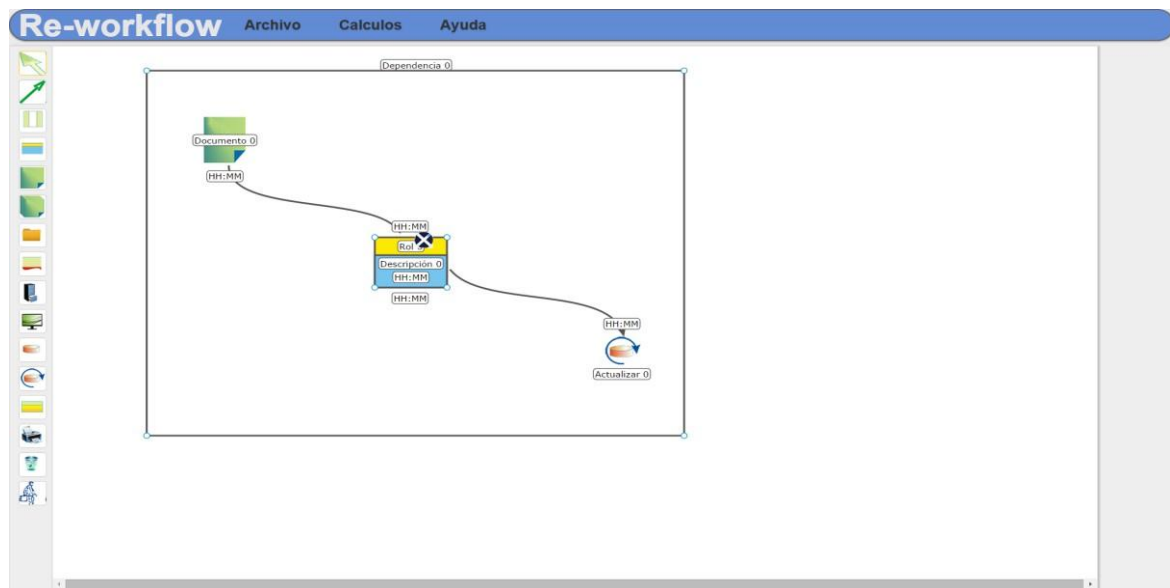 Re-workflow Archivo Calculos Ayuda
Dependencia 0
Documento 0
HH:MM
HH:MM
Rol
Descripción 0
HH:MM
HH:MM
HH:MM
Actualizar 0